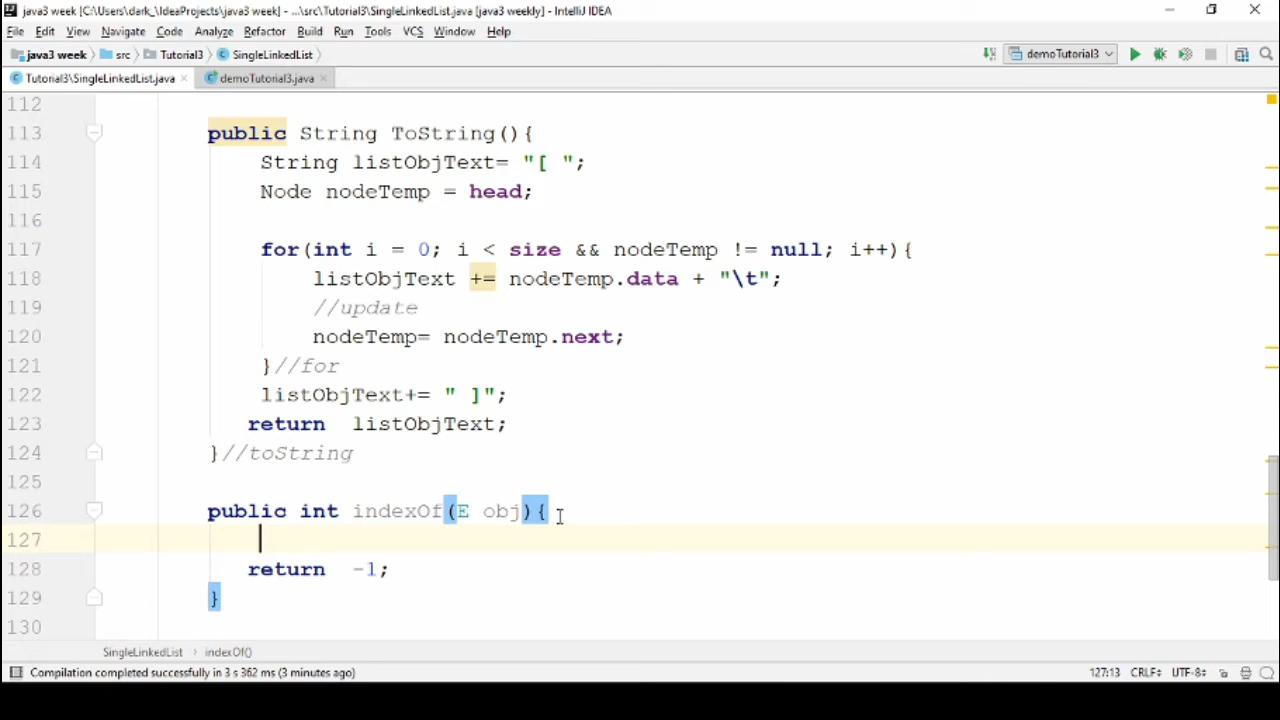 java3 week [C:\Users\dark_\IdeaProjects\java3 week] - ...\src\Tutorial3\SingleLinkedList.java [java3 weekly] - IntelliJ IDEA
File Edit View Navigate Code Analyze Refactor Build Run Tools VCS Window Help
java3 week src Tutorial3 SingleLinkedList demoTutorial3
Tutorial3\SingleLinkedList.java demoTutorial3.java
112
113 public String ToString(){
114 String listObjText= "[ ";
115 Node nodeTemp = head;
116
117 for(int i = 0; i < size && nodeTemp != null; i++){
118 listObjText += nodeTemp.data + "\t";
119 //update
120 nodeTemp= nodeTemp.next;
121 }//for
122 listObjText+= " ]";
123 return listObjText;
124 }//toString
125
126 public int indexOf(E obj){
127
128 return -1;
129 }
130
SingleLinkedList › indexOf()
Compilation completed successfully in 3 s 362 ms (3 minutes ago) 127:13 CRLF÷ UTF-8÷